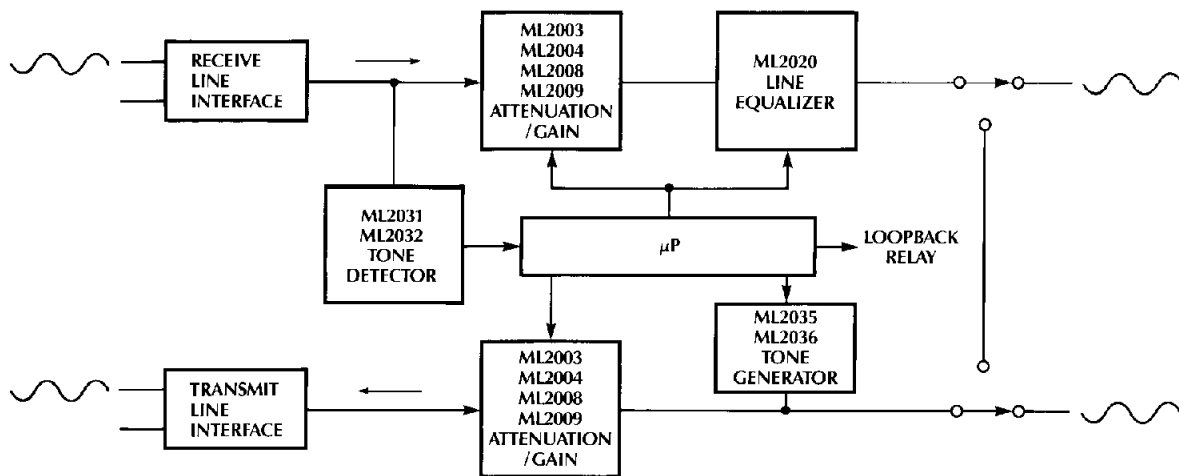 RECEIVE
LINE
INTERFACE
ML2003
ML2004
ML2008
ML2009
ATTENUATION
/GAIN
ML2020
LINE
EQUALIZER
ML2031
ML2032
TONE
DETECTOR
μP
LOOPBACK
RELAY
ML2035
ML2036
TONE
GENERATOR
TRANSMIT
LINE
INTERFACE
ML2003
ML2004
ML2008
ML2009
ATTENUATION
/GAIN